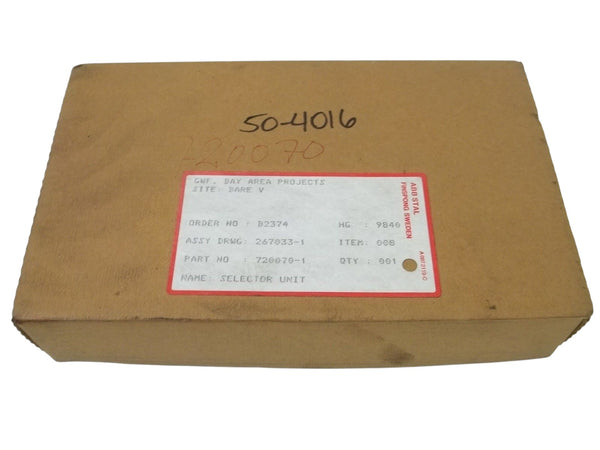 50-4016
720070
GWF, BAY AREA PROJECTS
SITE: BARE V
ORDER NO : B2374 HG : 9840
ASSY DRWG: 267033-1 ITEM: 008
PART NO : 720070-1 QTY : 001
NAME: SELECTOR UNIT
ABB STAL
FINSPONG SWEDEN